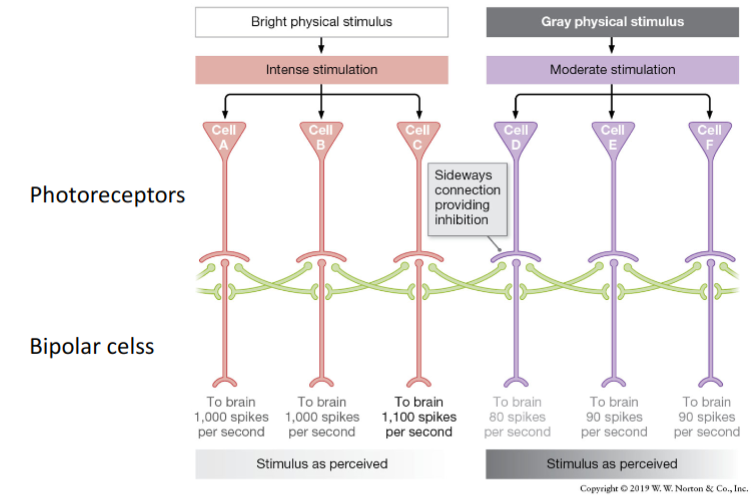 Bright physical stimulus
Gray physical stimulus
Intense stimulation
Moderate stimulation
Cell
A
Cell
B
Cell
C
Cell
D
Cell
E
Cell
F
Photoreceptors
Sideways
connection
providing
inhibition
Bipolar celss
To brain
1,000 spikes
per second
To brain
1,000 spikes
per second
To brain
1,100 spikes
per second
To brain
80 spikes
per second
To brain
90 spikes
per second
To brain
90 spikes
per second
Stimulus as perceived
Stimulus as perceived
Copyright © 2019 W. W. Norton & Co., Inc.